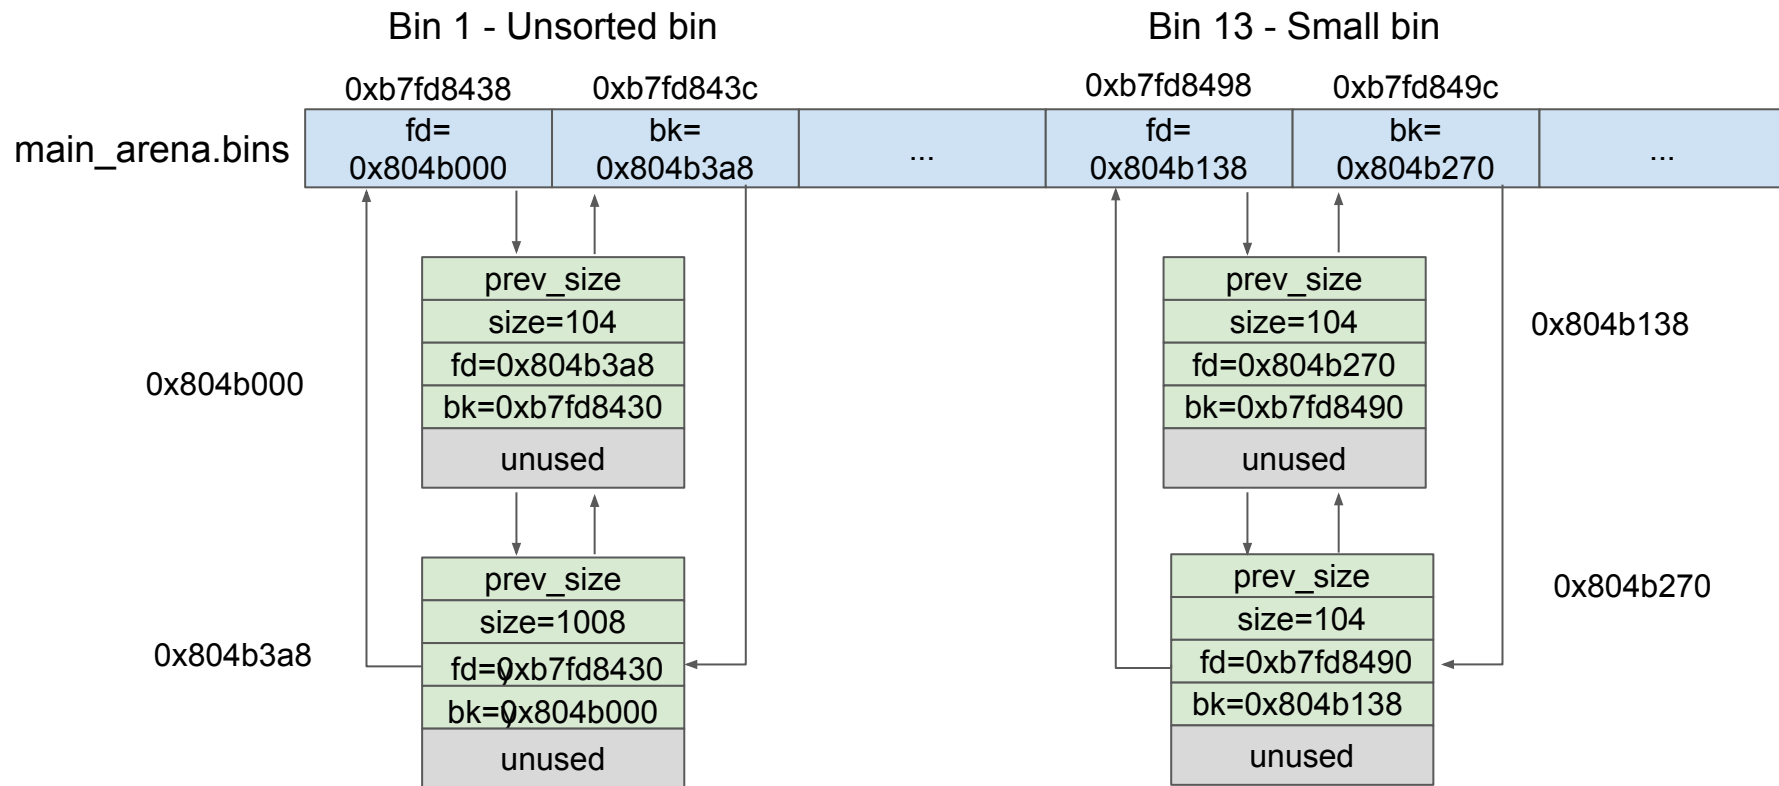 Bin 1 - Unsorted bin
Bin 13 - Small bin
0xb7fd8438
0xb7fd843c
0xb7fd8498
0xb7fd849c
main_arena.bins
fd=
0x804b000
bk=
0x804b3a8
...
fd=
0x804b138
bk=
0x804b270
...
0x804b000
prev_size
size=104
fd=0x804b3a8
bk=0xb7fd8430
unused
0x804b3a8
prev_size
size=1008
fd=0xb7fd8430
bk=0x804b000
unused
prev_size
size=104
fd=0x804b270
bk=0xb7fd8490
unused
0x804b138
prev_size
size=104
fd=0xb7fd8490
bk=0x804b138
unused
0x804b270